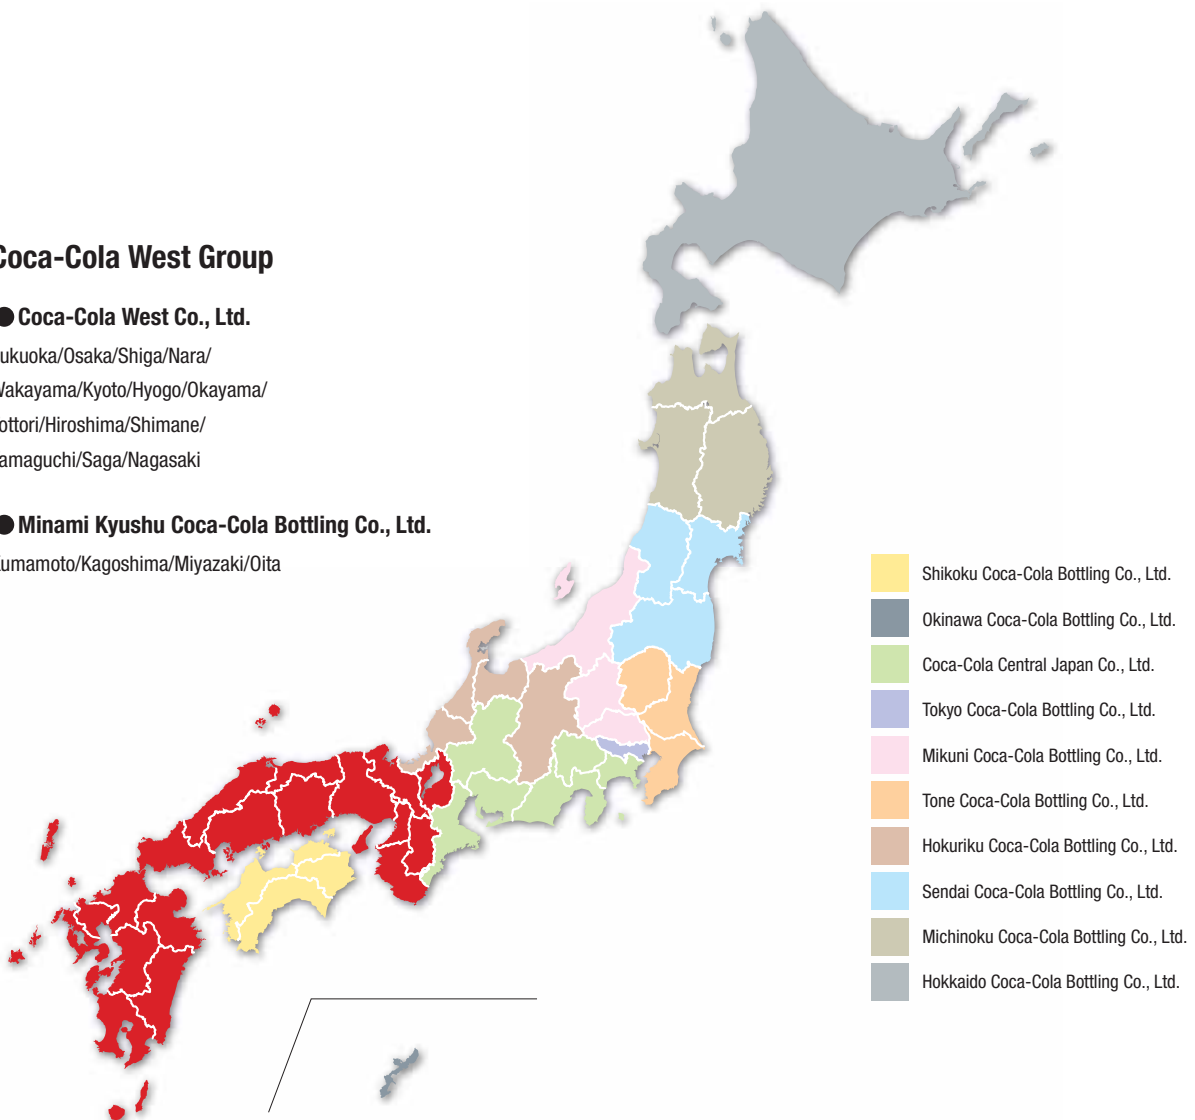 Coca-Cola West Group
● Coca-Cola West Co., Ltd.
ukuoka/Osaka/Shiga/Nara/
Wakayama/Kyoto/Hyogo/Okayama/
ottori/Hiroshima/Shimane/
amaguchi/Saga/Nagasaki
● Minami Kyushu Coca-Cola Bottling Co., Ltd.
Kumamoto/Kagoshima/Miyazaki/Oita
Shikoku Coca-Cola Bottling Co., Ltd.
Okinawa Coca-Cola Bottling Co., Ltd.
Coca-Cola Central Japan Co., Ltd.
Tokyo Coca-Cola Bottling Co., Ltd.
Mikuni Coca-Cola Bottling Co., Ltd.
Tone Coca-Cola Bottling Co., Ltd.
Hokuriku Coca-Cola Bottling Co., Ltd.
Sendai Coca-Cola Bottling Co., Ltd.
Michinoku Coca-Cola Bottling Co., Ltd.
Hokkaido Coca-Cola Bottling Co., Ltd.